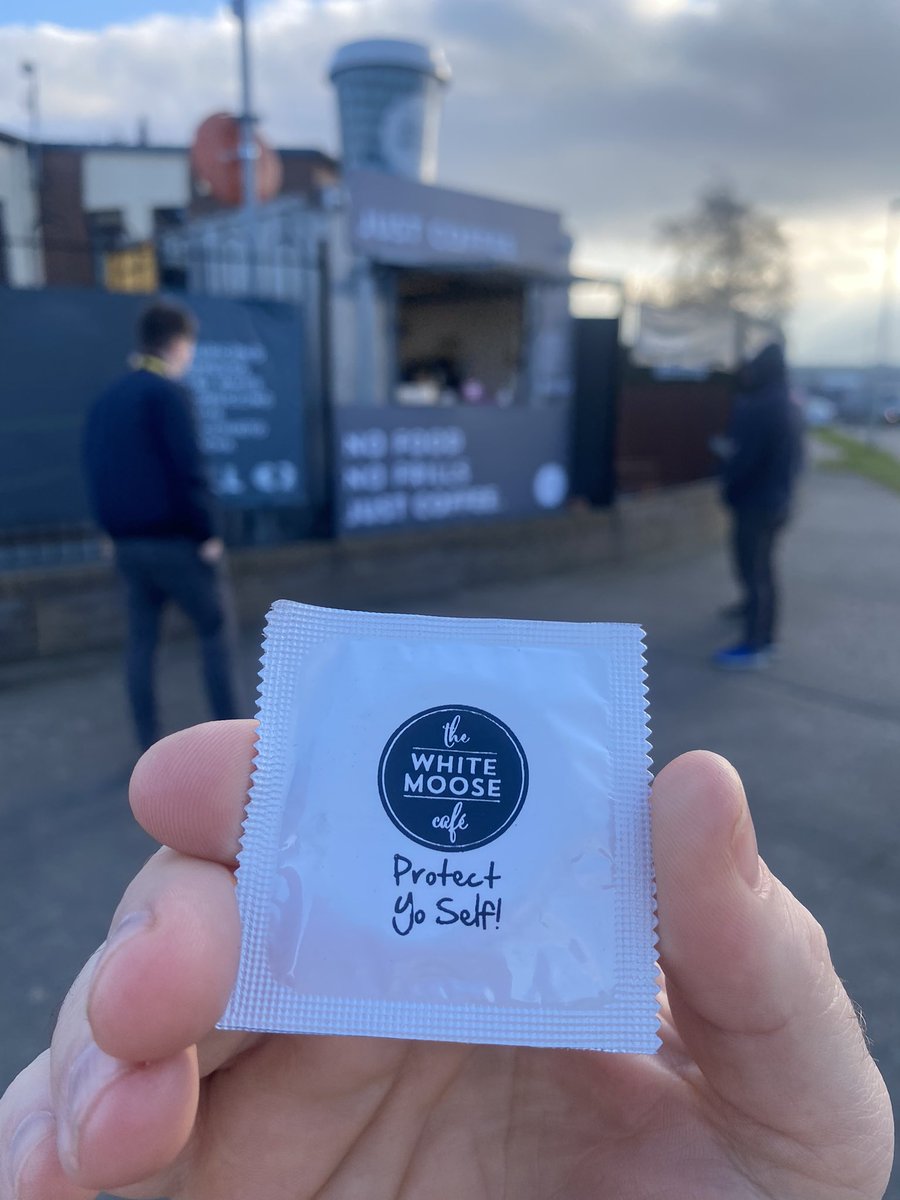 JUST COFFEE
NO FOOD
NO FRILLS
JUST COFFEE.
the
WHITE
MOOSE
café
Protect
Yo Self!